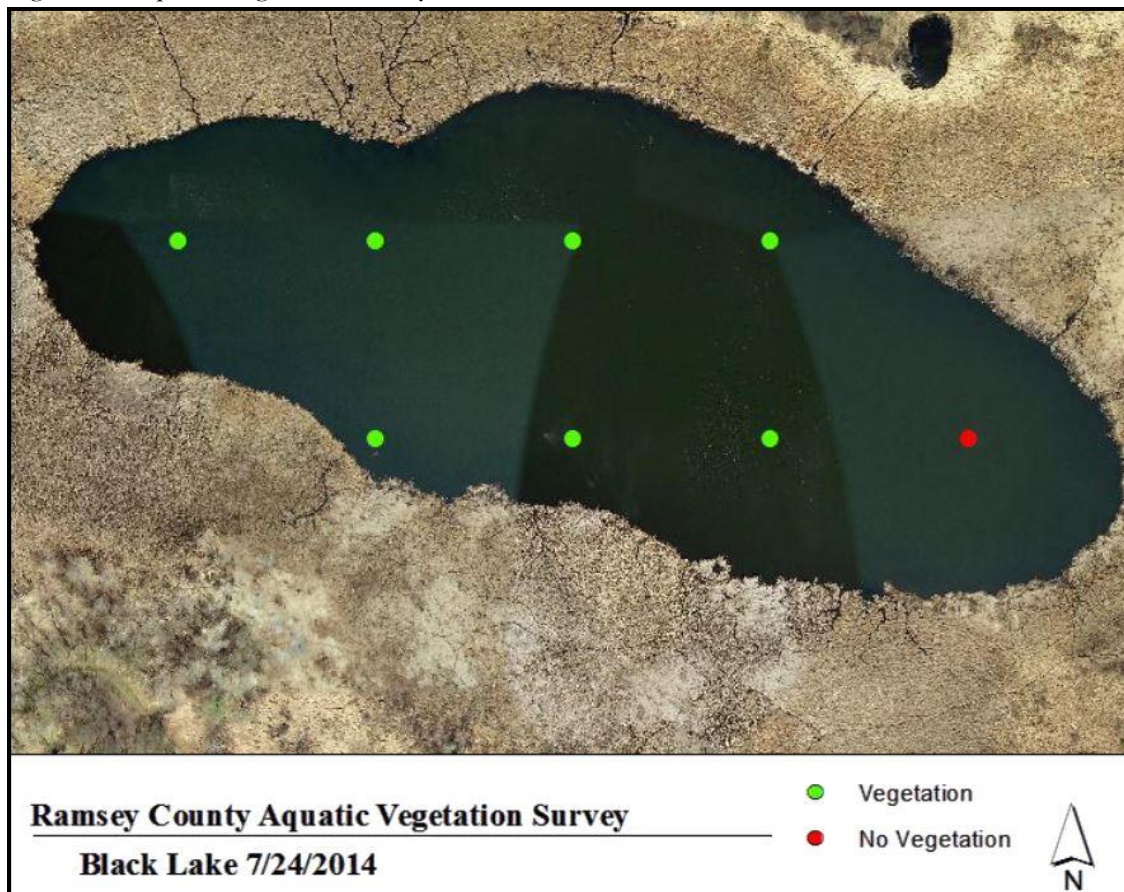 Ramsey County Aquatic Vegetation Survey
Black Lake 7/24/2014
Vegetation
No Vegetation
N